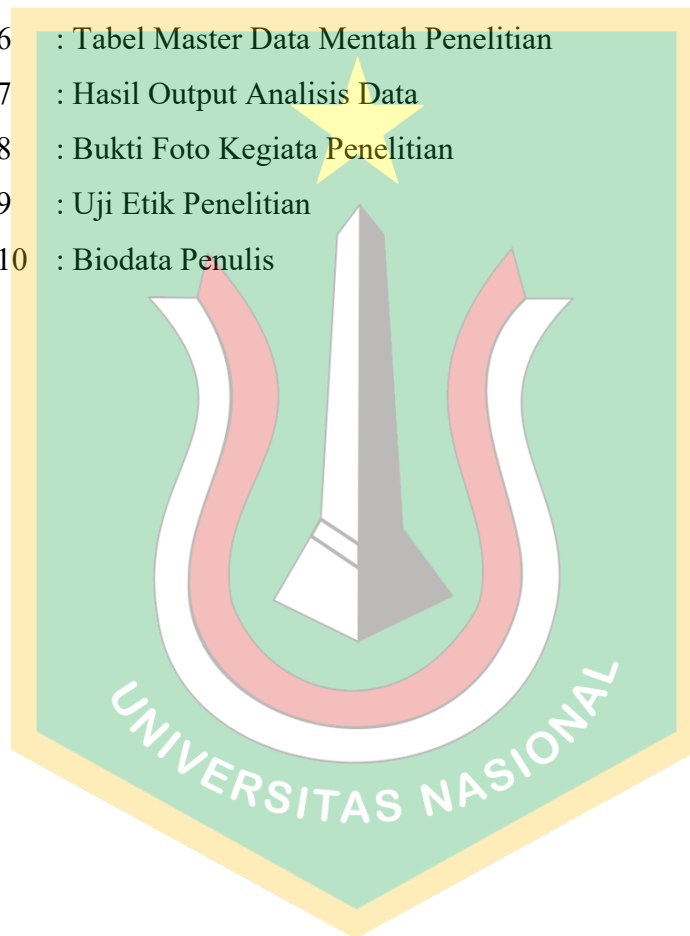 6 : Tabel Master Data Mentah Penelitian
7 : Hasil Output Analisis Data
8 : Bukti Foto Kegiata Penelitian
9 : Uji Etik Penelitian
10 : Biodata Penulis
UNIVERSITAS NASIONAL